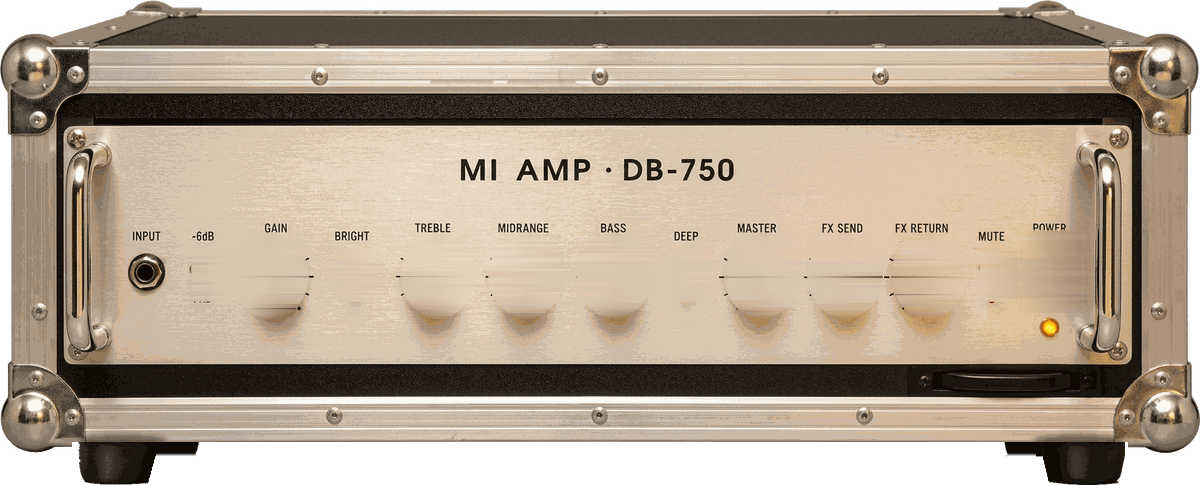 MI AMP · DB-750
INPUT -6dB GAIN BRIGHT TREBLE MIDRANGE BASS DEEP MASTER FX SEND FX RETURN MUTE POWER